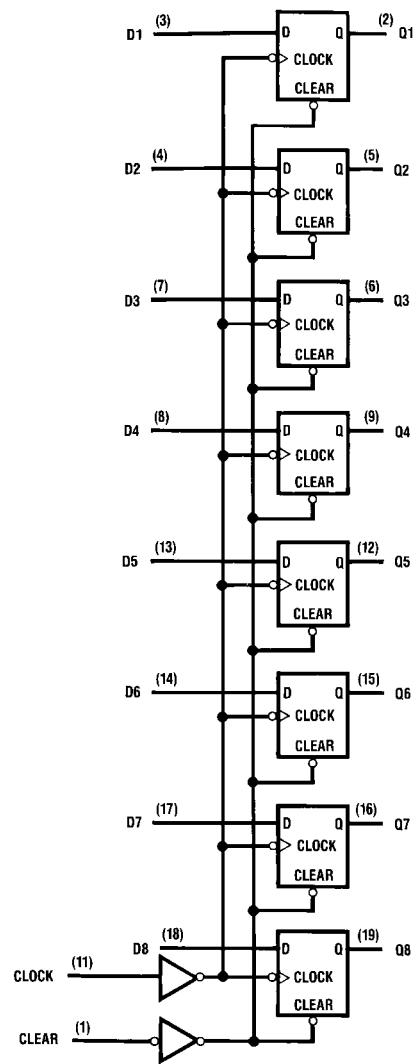 (3) (2)
D1 D Q Q1
CLOCK
CLEAR
(4) (5)
D2 D Q Q2
CLOCK
CLEAR
(7) (6)
D3 D Q Q3
CLOCK
CLEAR
(8) (9)
D4 D Q Q4
CLOCK
CLEAR
(13) (12)
D5 D Q Q5
CLOCK
CLEAR
(14) (15)
D6 D Q Q6
CLOCK
CLEAR
(17) (16)
D7 D Q Q7
CLOCK
CLEAR
(18) (19)
D8 D Q Q8
CLOCK (11) CLOCK
CLEAR
CLEAR (1)